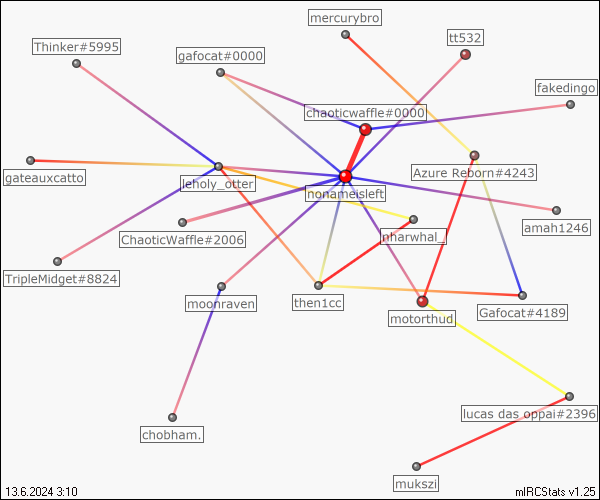 mercurybro
Thinker#5995
tt532
gafocat#0000
fakedingo
chaoticwaffle#0000
gateauxcatto
leholy_otter
Azure Reborn#4243
nonameisleft
ChaoticWaffle#2006
nharwhal_
amah1246
TripleMidget#8824
moonraven
then1cc
motorthud
Gafocat#4189
lucas das oppai#2396
chobham.
mukszi
13.6.2024 3:10
mIRCStats v1.25